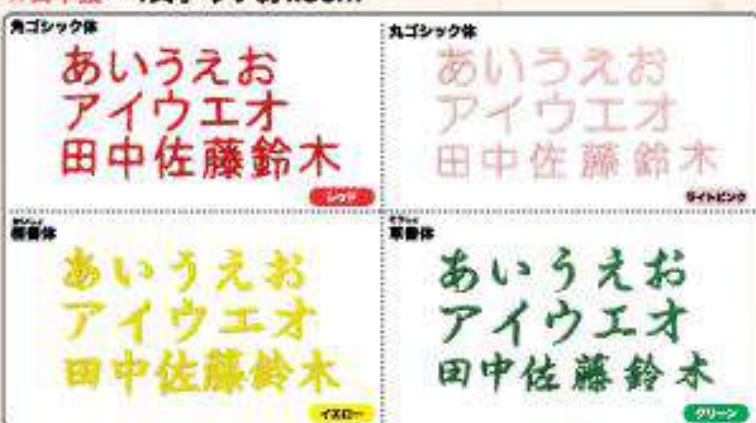 角ゴシック体
あいうえお
アイウエオ
田中佐藤鈴木
レッド
丸ゴシック体
あいうえお
アイウエオ
田中佐藤鈴木
ライトピンク
楷書体
あいうえお
アイウエオ
田中佐藤鈴木
イエロー
草書体
あいうえお
アイウエオ
田中佐藤鈴木
グリーン